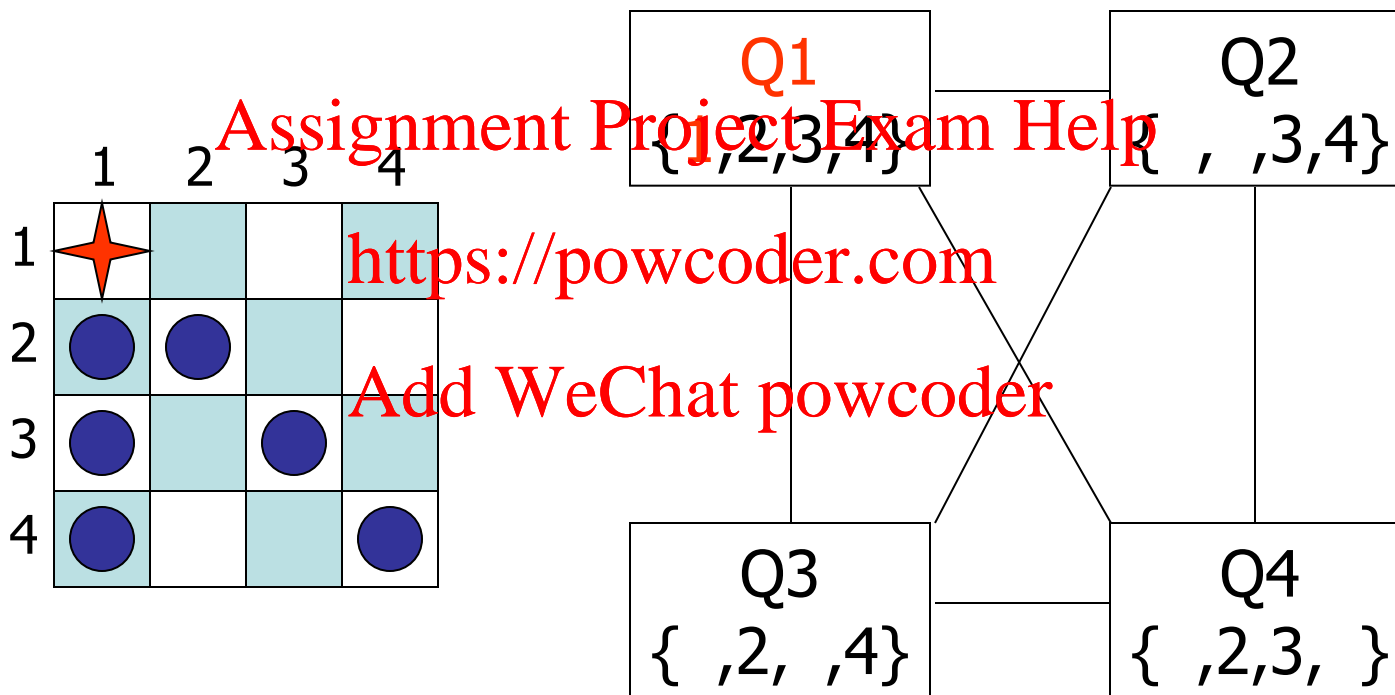 Q1 Q2
{1,2,3,4} { , ,3,4}
Assignment Project Exam Help
1 2 3 4
1
https://powcoder.com
2
Add WeChat powcoder
3
4
Q3 Q4
{ ,2, ,4} { ,2,3, }